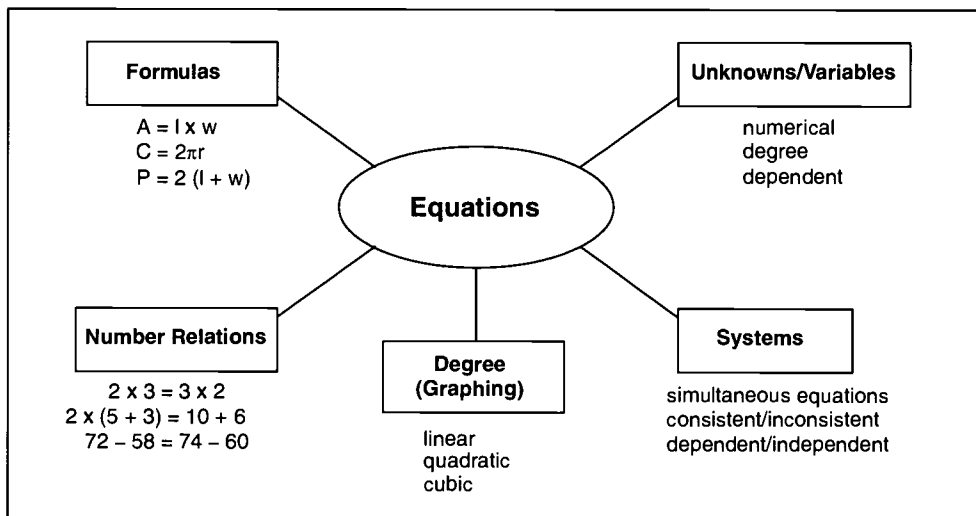 Formulas
A = l x w
C = 2πr
P = 2 (l + w)
Unknowns/Variables
numerical
degree
dependent
Equations
Number Relations
2 x 3 = 3 x 2
2 x (5 + 3) = 10 + 6
72 – 58 = 74 – 60
Degree
(Graphing)
linear
quadratic
cubic
Systems
simultaneous equations
consistent/inconsistent
dependent/independent